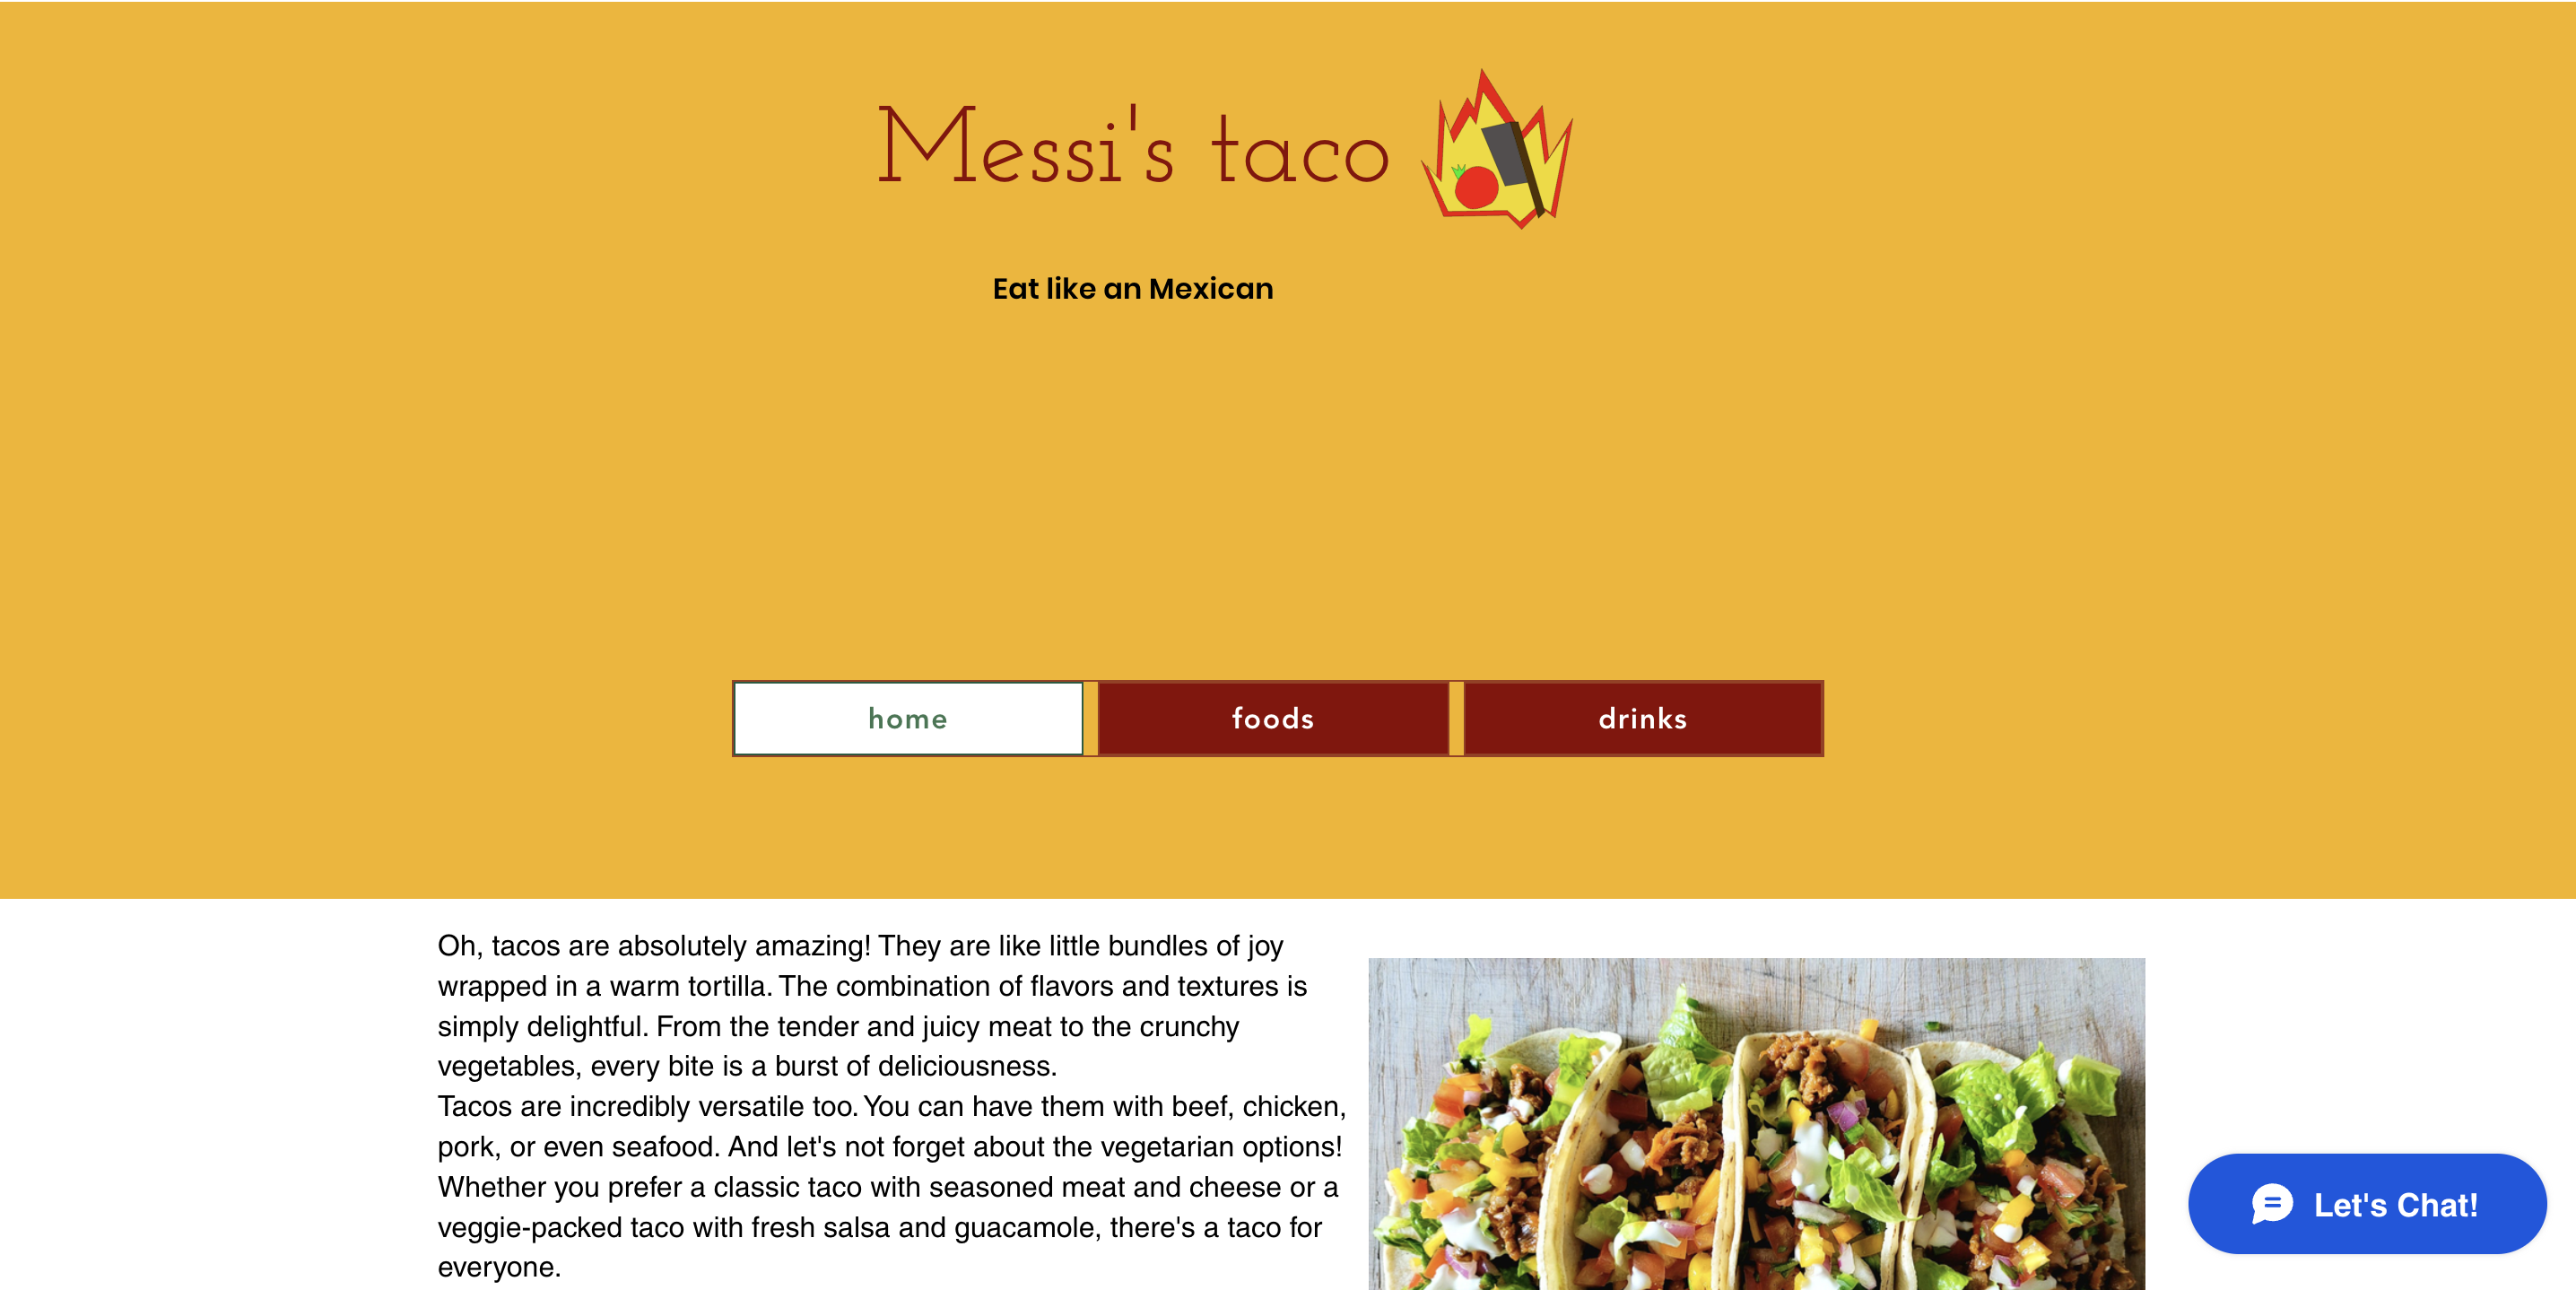 Messi's taco
Eat like an Mexican
home
foods
drinks
Oh, tacos are absolutely amazing! They are like little bundles of joy
wrapped in a warm tortilla. The combination of flavors and textures is
simply delightful. From the tender and juicy meat to the crunchy
vegetables, every bite is a burst of deliciousness.
Tacos are incredibly versatile too. You can have them with beef, chicken,
pork, or even seafood. And let's not forget about the vegetarian options!
Whether you prefer a classic taco with seasoned meat and cheese or a
veggie-packed taco with fresh salsa and guacamole, there's a taco for
everyone.
Let's Chat!